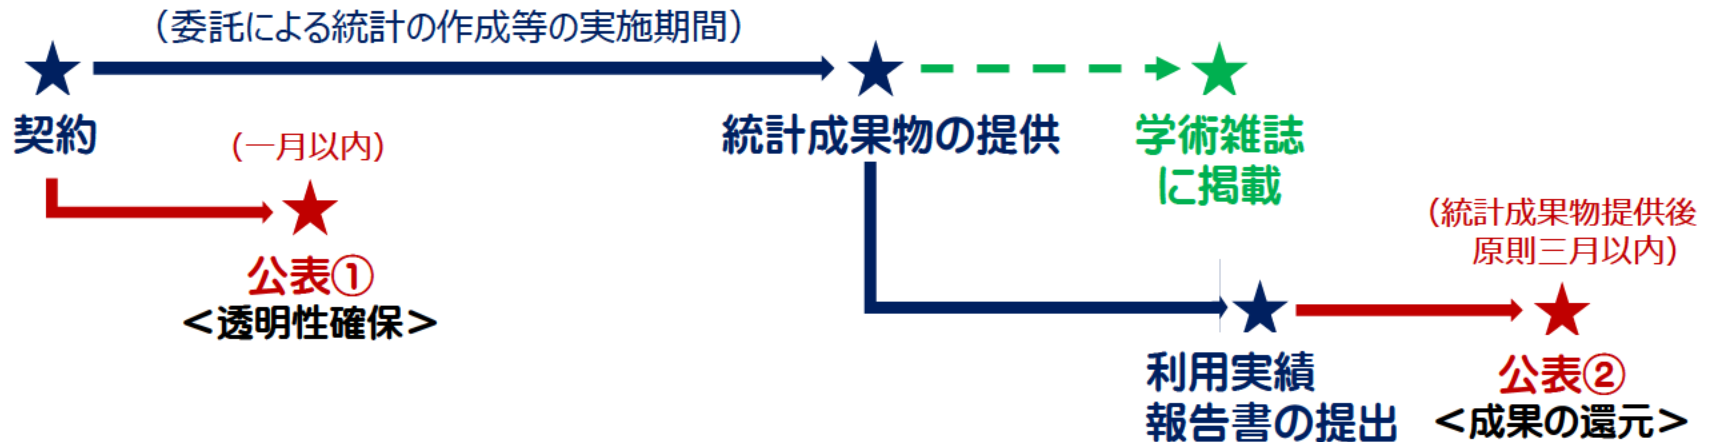 （委託による統計の作成等の実施期間）
契約
（一月以内）
公表①
＜透明性確保＞
統計成果物の提供
学術雑誌
に掲載
利用実績
報告書の提出
（統計成果物提供後
原則三月以内）
公表②
＜成果の還元＞